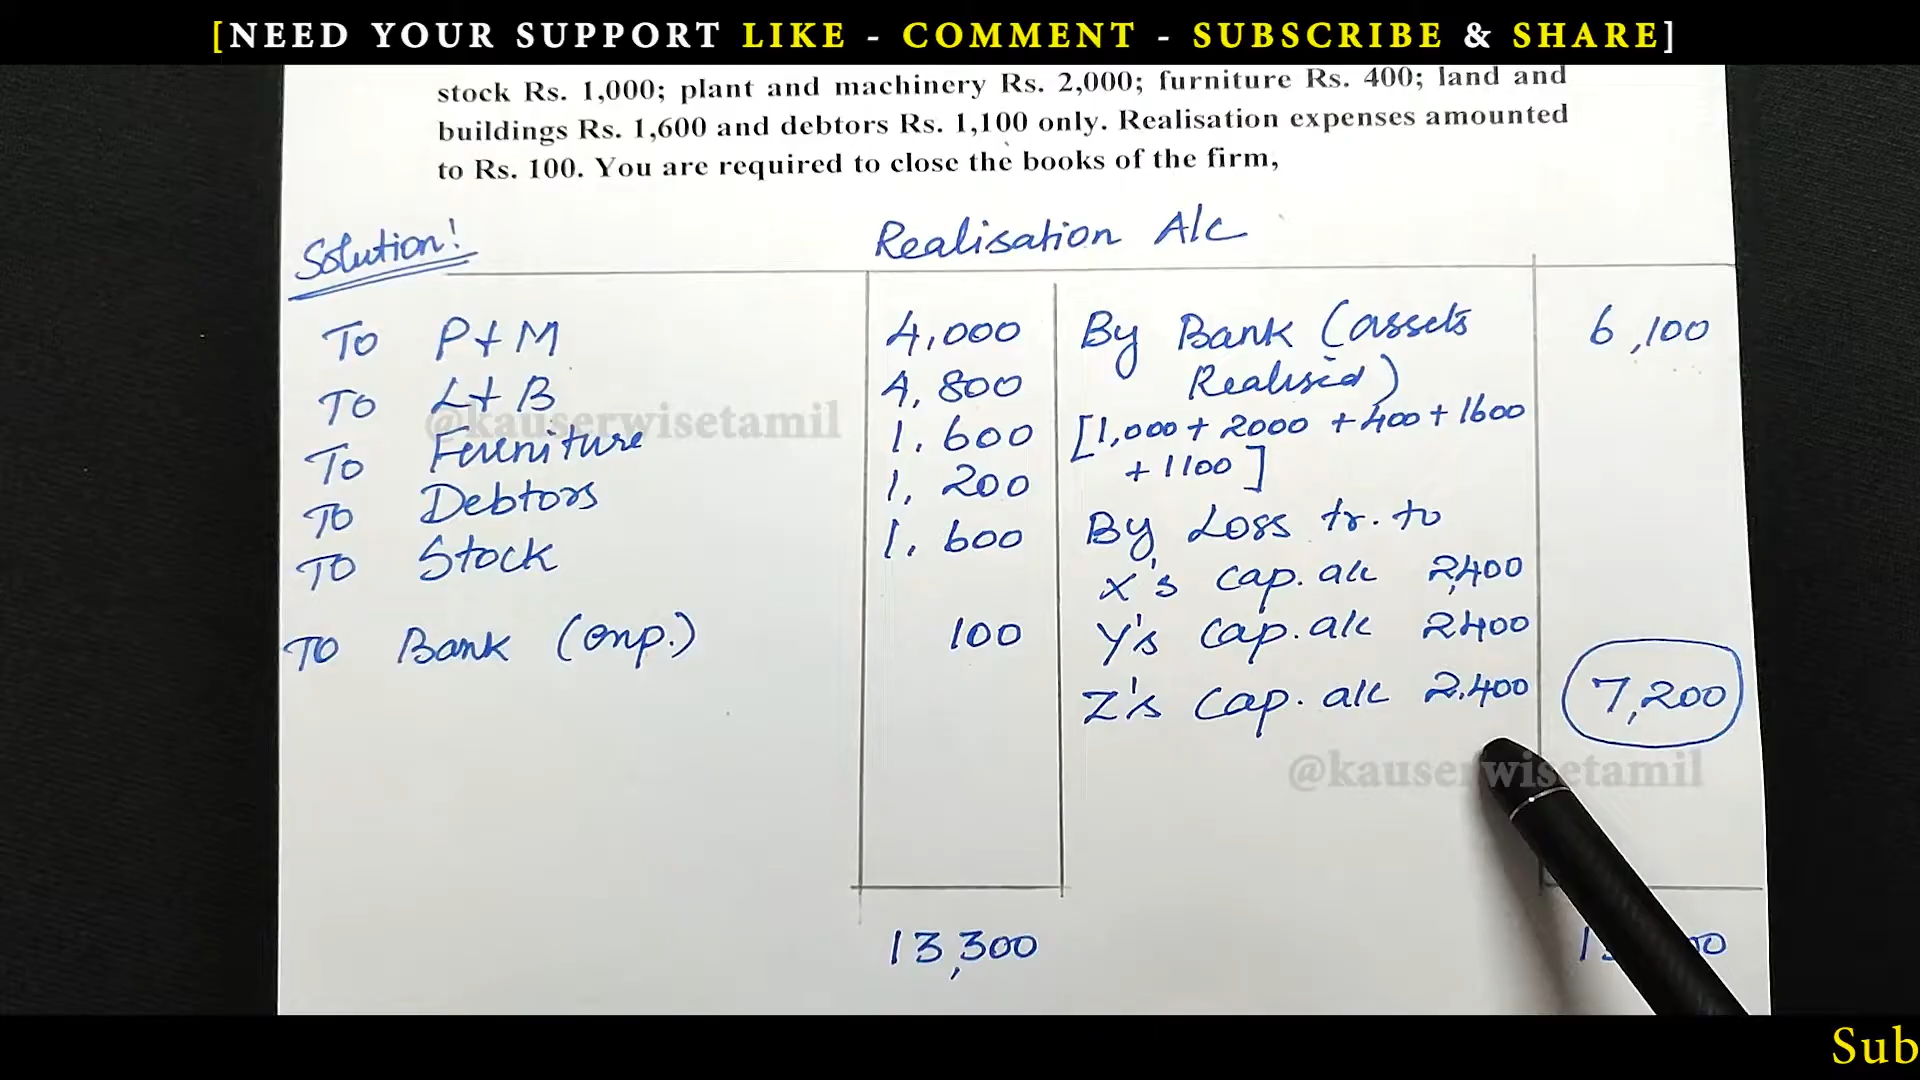 [NEED YOUR SUPPORT LIKE - COMMENT - SUBSCRIBE & SHARE]
stock Rs. 1,000; plant and machinery Rs. 2,000; furniture Rs. 400; land and
buildings Rs. 1,600 and debtors Rs. 1,100 only. Realisation expenses amounted
to Rs. 100. You are required to close the books of the firm,
Solution!
Realisation A/c
To P+M 4,000 By Bank (assets 6,100
Realised)
To L+B 4,800
@kauserwisetamil
[1,000 + 2000 + 400 + 1600
To Furniture 1,600
+ 1100]
To Debtors 1,200
By Loss tr. to
To Stock 1,600
X's cap. a/c 2,400
To Bank (exp.) 100 Y's cap. a/c 2400
Z's cap. a/c 2,400 7,200
@kauserwisetamil
13,300
Sub